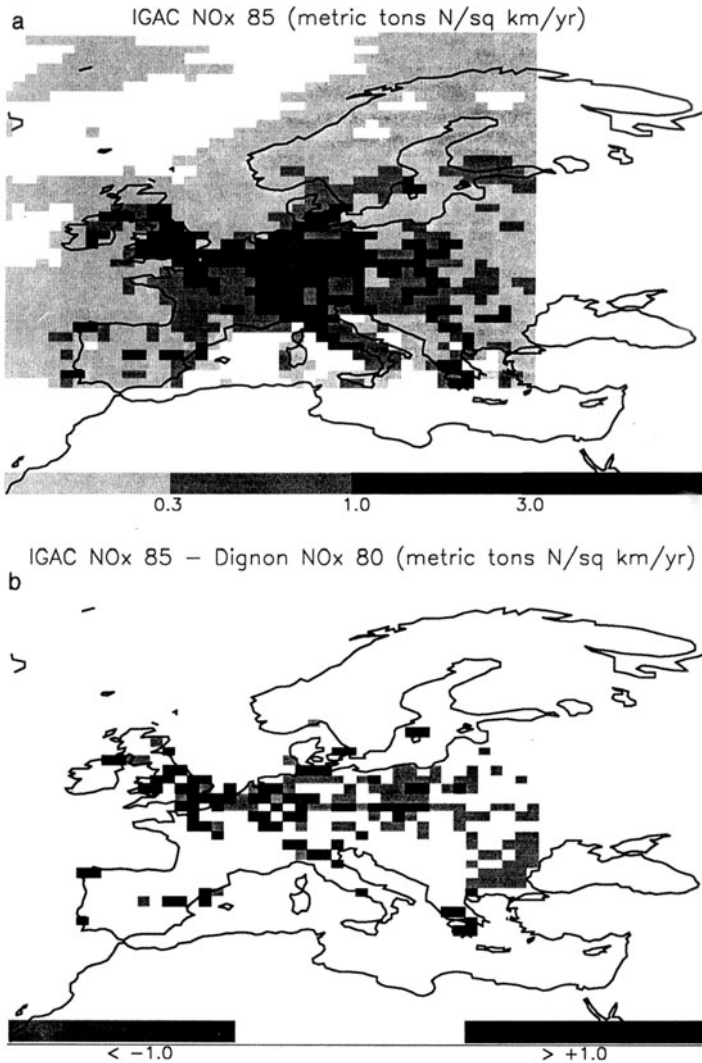 a
IGAC NOx 85 (metric tons N/sq km/yr)
0.3 1.0 3.0
IGAC NOx 85 – Dignon NOx 80 (metric tons N/sq km/yr)
b
< -1.0 > +1.0